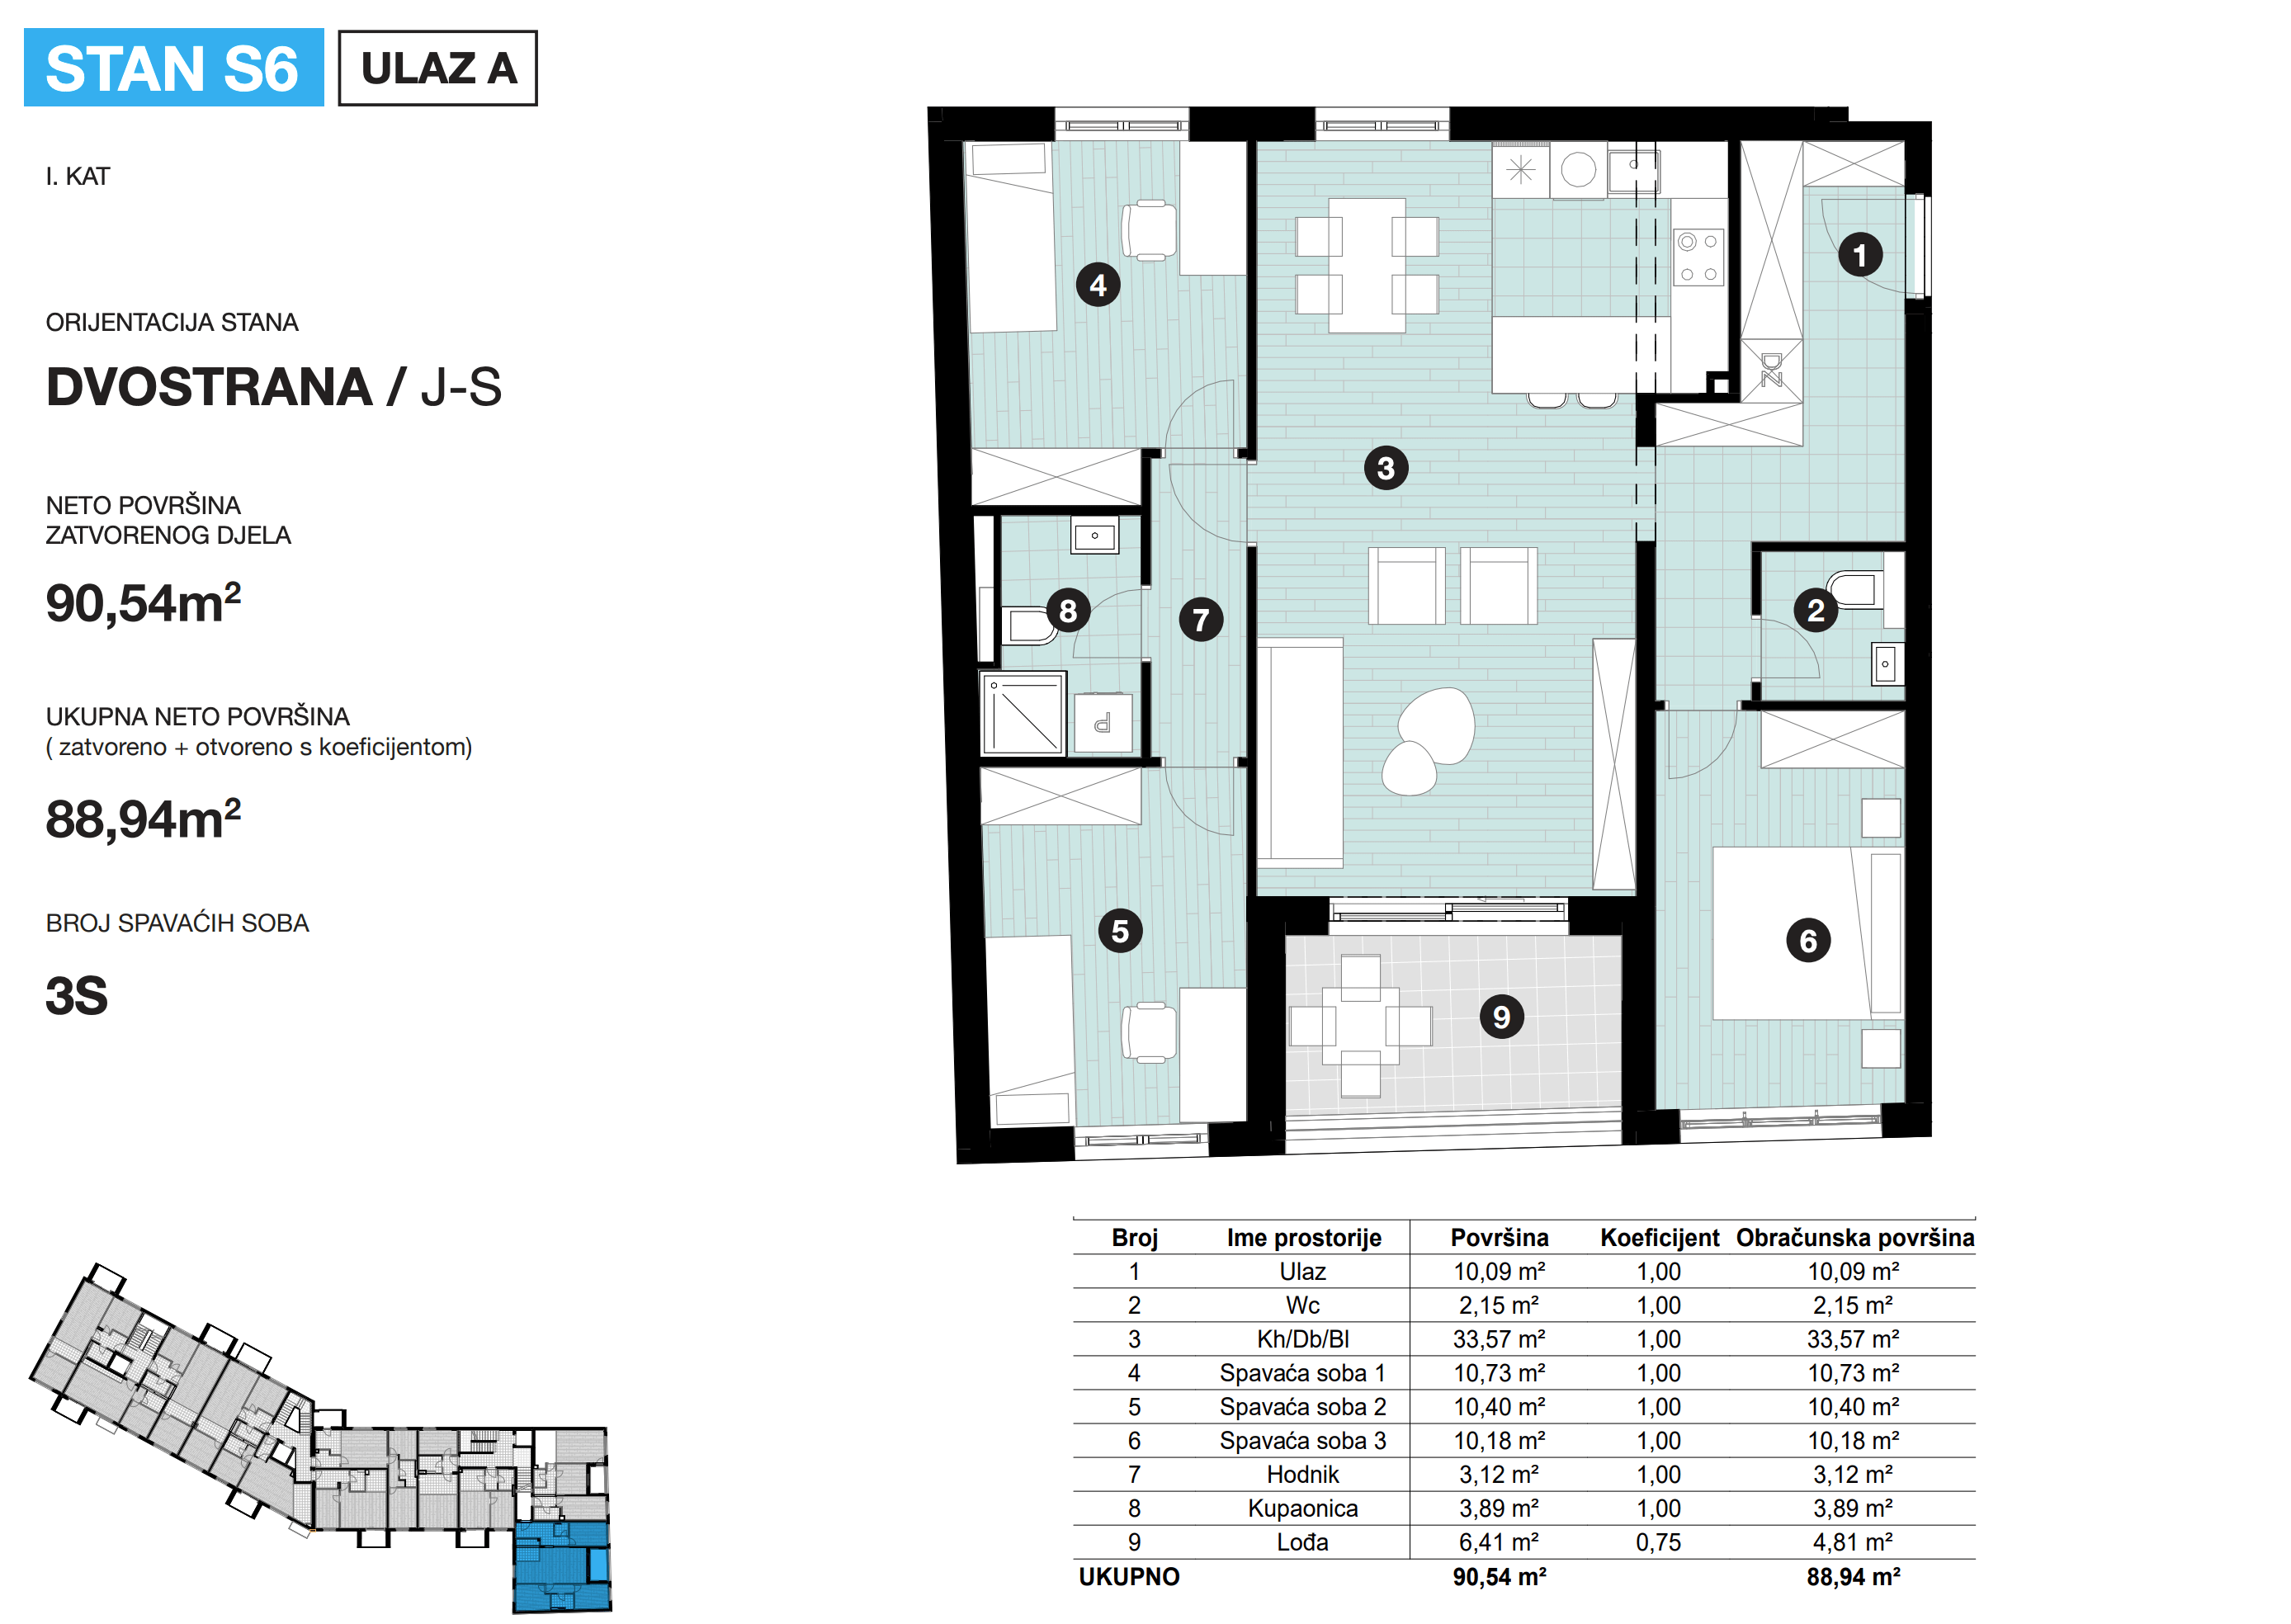 STAN S6
ULAZ A
I. KAT
ORIJENTACIJA STANA
DVOSTRANA / J-S
NETO POVRŠINA
ZATVORENOG DJELA
90,54m²
UKUPNA NETO POVRŠINA
( zatvoreno + otvoreno s koeficijentom)
88,94m²
BROJ SPAVAĆIH SOBA
3S
4
3
1
ZD
8
7
2
P
5
6
9
Broj Ime prostorije Površina Koeficijent Obračunska površina
1 Ulaz 10,09 m² 1,00 10,09 m²
2 Wc 2,15 m² 1,00 2,15 m²
3 Kh/Db/Bl 33,57 m² 1,00 33,57 m²
4 Spavaća soba 1 10,73 m² 1,00 10,73 m²
5 Spavaća soba 2 10,40 m² 1,00 10,40 m²
6 Spavaća soba 3 10,18 m² 1,00 10,18 m²
7 Hodnik 3,12 m² 1,00 3,12 m²
8 Kupaonica 3,89 m² 1,00 3,89 m²
9 Lođa 6,41 m² 0,75 4,81 m²
UKUPNO 90,54 m² 88,94 m²